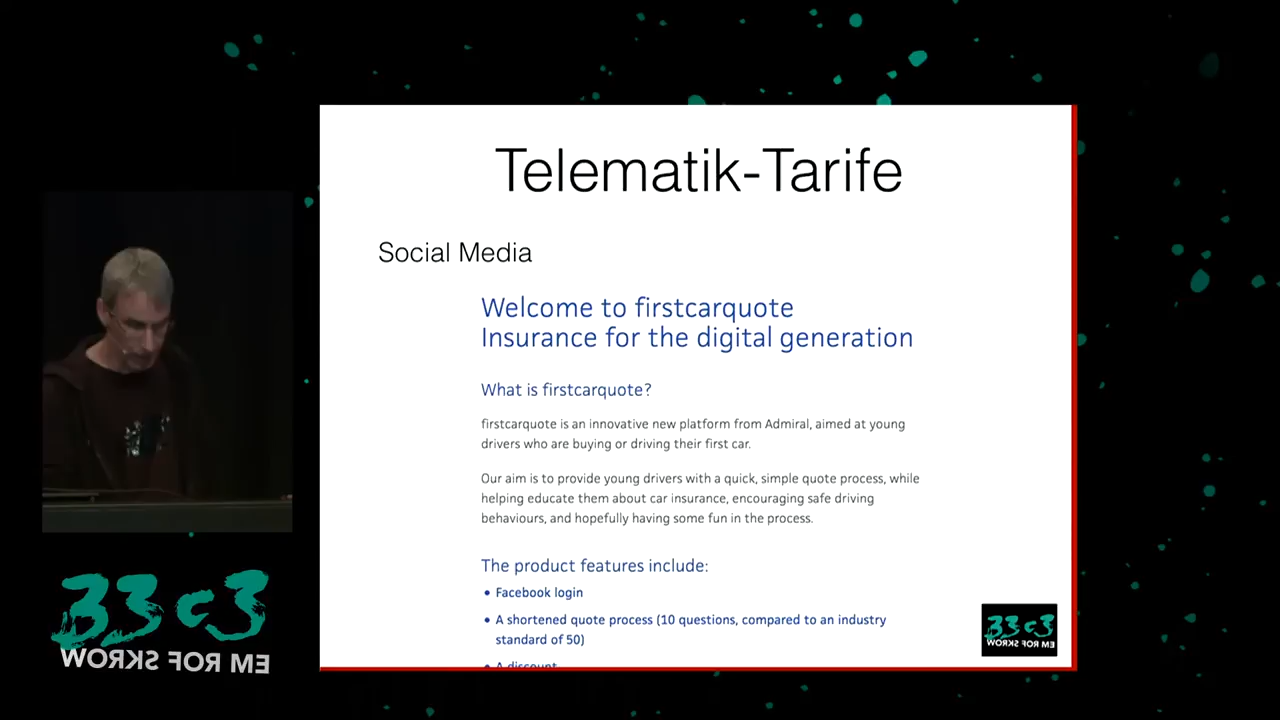 Telematik-Tarife
Social Media
Welcome to firstcarquote
Insurance for the digital generation
What is firstcarquote?
firstcarquote is an innovative new platform from Admiral, aimed at young
drivers who are buying or driving their first car.
Our aim is to provide young drivers with a quick, simple quote process, while
helping educate them about car insurance, encouraging safe driving
behaviours, and hopefully having some fun in the process.
The product features include:
• Facebook login
• A shortened quote process (10 questions, compared to an industry
standard of 50)
• A discount
33c3
WORKS FOR ME
33c3
WORKS FOR ME